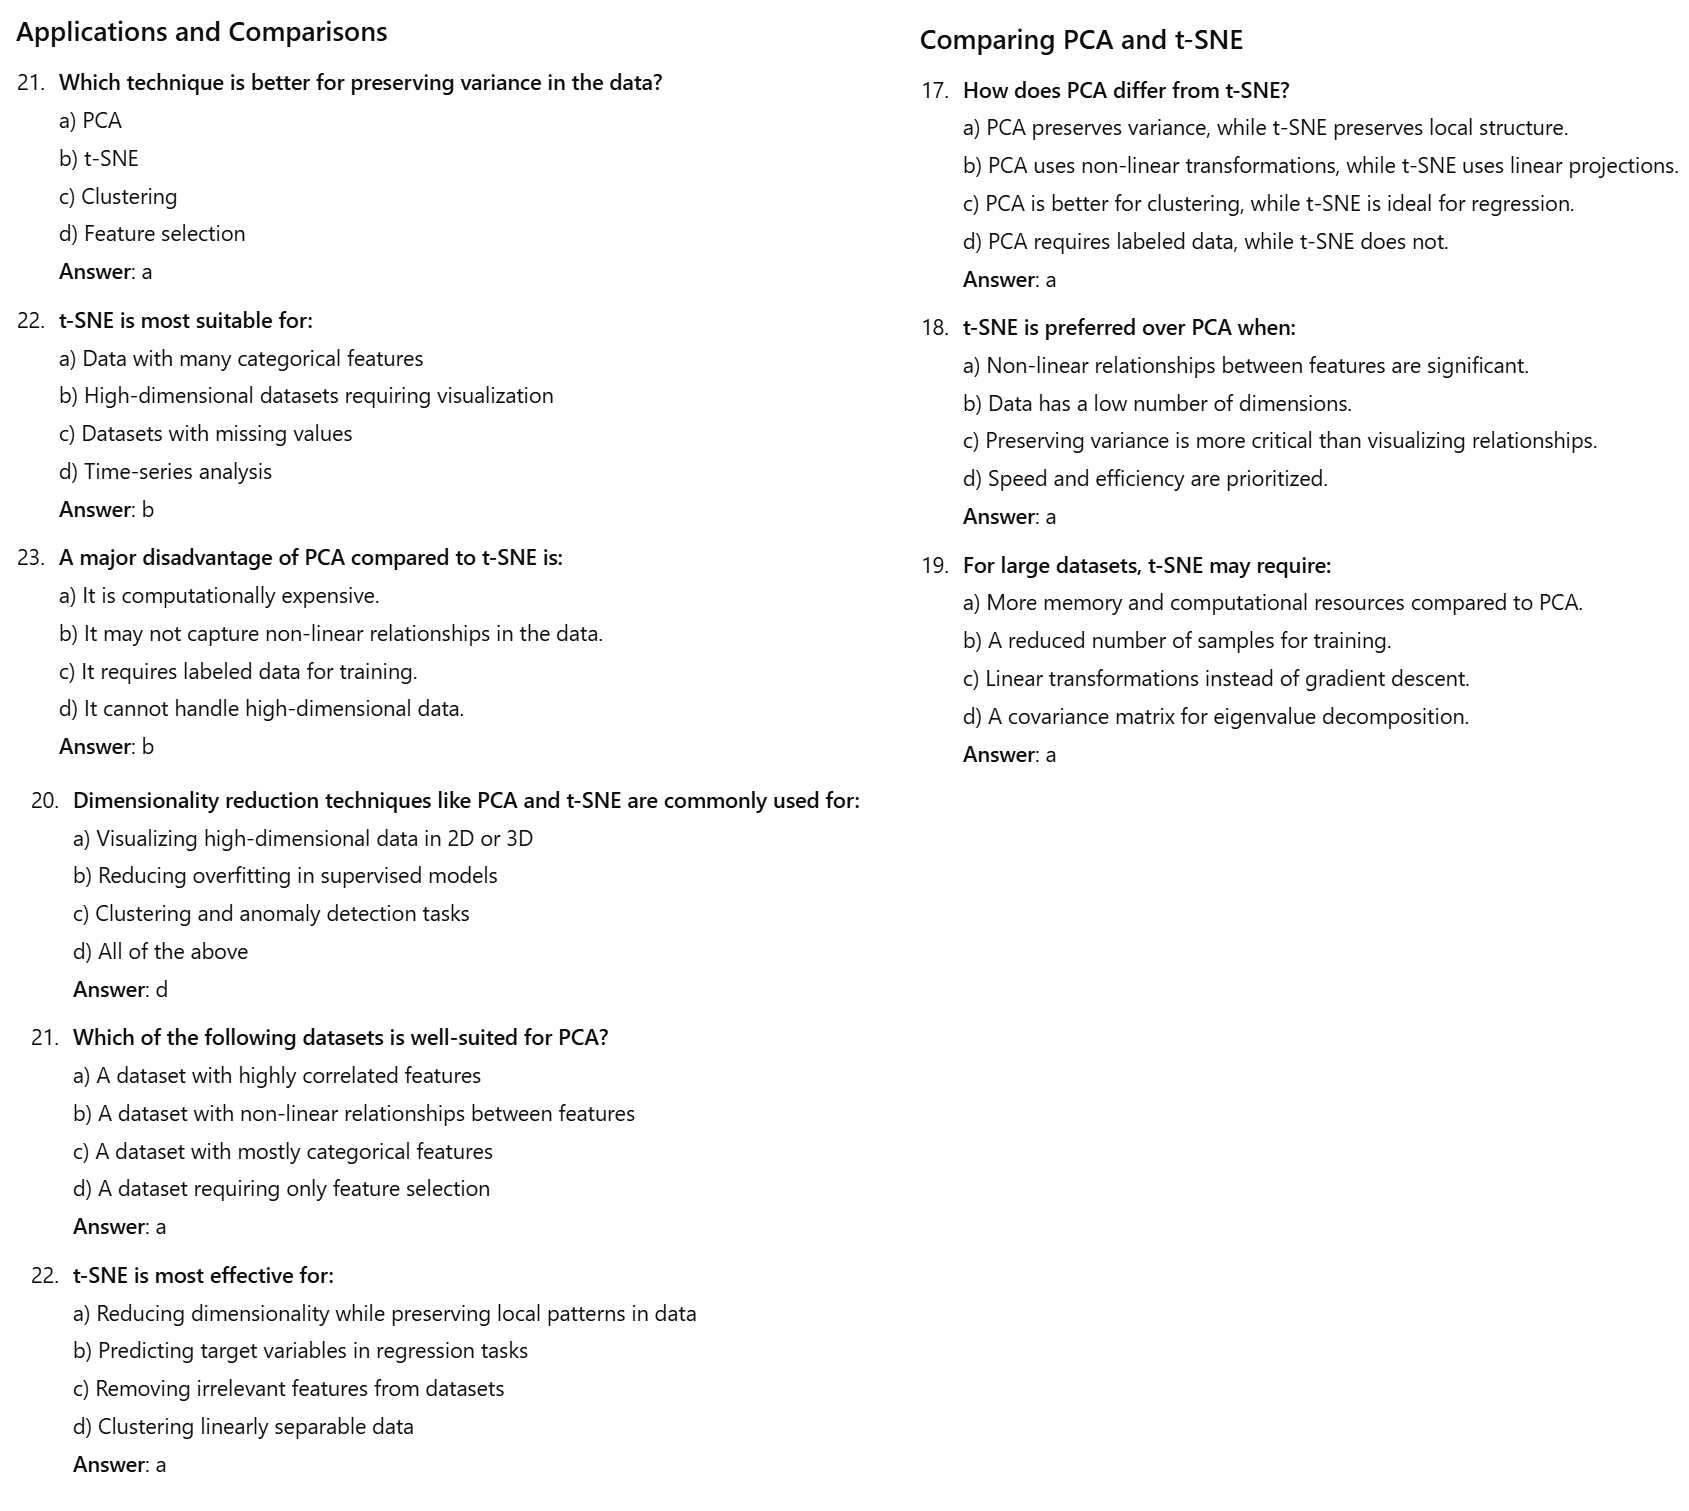 Applications and Comparisons
21. Which technique is better for preserving variance in the data?
a) PCA
b) t-SNE
c) Clustering
d) Feature selection
Answer: a
22. t-SNE is most suitable for:
a) Data with many categorical features
b) High-dimensional datasets requiring visualization
c) Datasets with missing values
d) Time-series analysis
Answer: b
23. A major disadvantage of PCA compared to t-SNE is:
a) It is computationally expensive.
b) It may not capture non-linear relationships in the data.
c) It requires labeled data for training.
d) It cannot handle high-dimensional data.
Answer: b
20. Dimensionality reduction techniques like PCA and t-SNE are commonly used for:
a) Visualizing high-dimensional data in 2D or 3D
b) Reducing overfitting in supervised models
c) Clustering and anomaly detection tasks
d) All of the above
Answer: d
21. Which of the following datasets is well-suited for PCA?
a) A dataset with highly correlated features
b) A dataset with non-linear relationships between features
c) A dataset with mostly categorical features
d) A dataset requiring only feature selection
Answer: a
22. t-SNE is most effective for:
a) Reducing dimensionality while preserving local patterns in data
b) Predicting target variables in regression tasks
c) Removing irrelevant features from datasets
d) Clustering linearly separable data
Answer: a
Comparing PCA and t-SNE
17. How does PCA differ from t-SNE?
a) PCA preserves variance, while t-SNE preserves local structure.
b) PCA uses non-linear transformations, while t-SNE uses linear projections.
c) PCA is better for clustering, while t-SNE is ideal for regression.
d) PCA requires labeled data, while t-SNE does not.
Answer: a
18. t-SNE is preferred over PCA when:
a) Non-linear relationships between features are significant.
b) Data has a low number of dimensions.
c) Preserving variance is more critical than visualizing relationships.
d) Speed and efficiency are prioritized.
Answer: a
19. For large datasets, t-SNE may require:
a) More memory and computational resources compared to PCA.
b) A reduced number of samples for training.
c) Linear transformations instead of gradient descent.
d) A covariance matrix for eigenvalue decomposition.
Answer: a